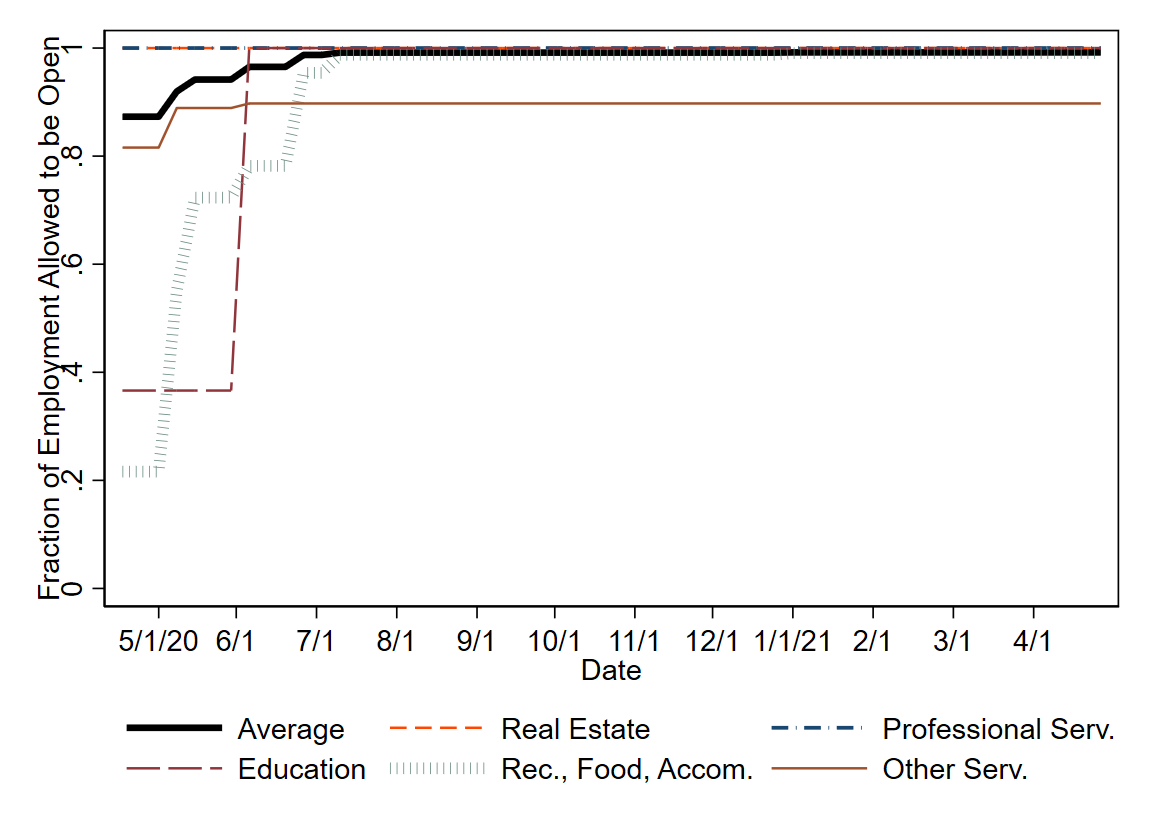 Fraction of Employment Allowed to be Open
1
.8
.6
.4
.2
0
5/1/20 6/1 7/1 8/1 9/1 10/1 11/1 12/1 1/1/21 2/1 3/1 4/1
Date
Average Real Estate Professional Serv.
Education Rec., Food, Accom. Other Serv.